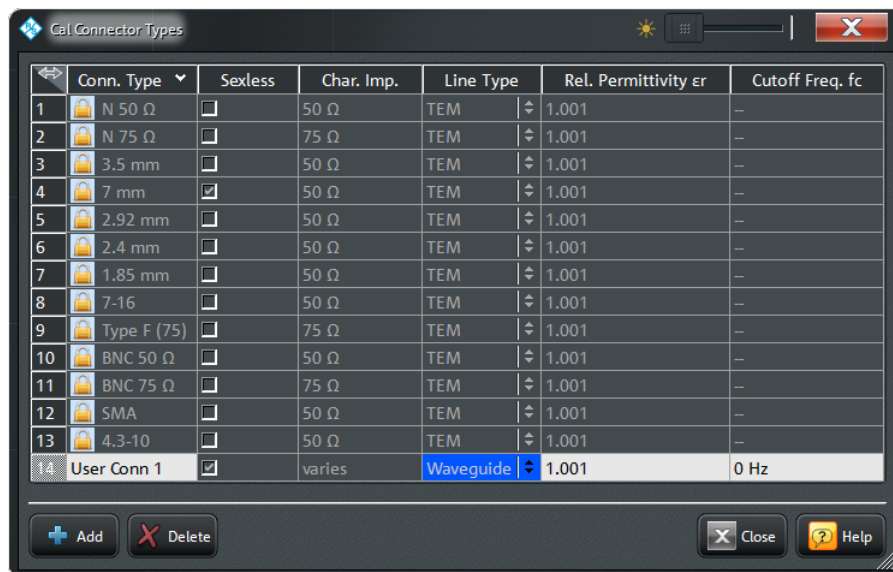 Cal Connector Types
Conn. Type Sexless Char. Imp. Line Type Rel. Permittivity εr Cutoff Freq. fc
1 N 50 Ω 50 Ω TEM 1.001 --
2 N 75 Ω 75 Ω TEM 1.001 --
3 3.5 mm 50 Ω TEM 1.001 --
4 7 mm 50 Ω TEM 1.001 --
5 2.92 mm 50 Ω TEM 1.001 --
6 2.4 mm 50 Ω TEM 1.001 --
7 1.85 mm 50 Ω TEM 1.001 --
8 7-16 50 Ω TEM 1.001 --
9 Type F (75) 75 Ω TEM 1.001 --
10 BNC 50 Ω 50 Ω TEM 1.001 --
11 BNC 75 Ω 75 Ω TEM 1.001 --
12 SMA 50 Ω TEM 1.001 --
13 4.3-10 50 Ω TEM 1.001 --
14 User Conn 1 varies Waveguide 1.001 0 Hz
Add Delete Close Help